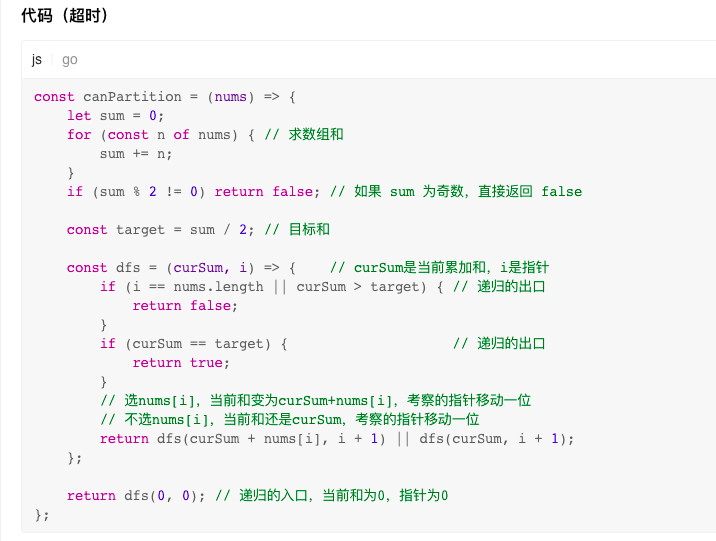 代码（超时）
js go
const canPartition = (nums) => {
    let sum = 0;
    for (const n of nums) { // 求数组和
        sum += n;
    }
    if (sum % 2 != 0) return false; // 如果 sum 为奇数，直接返回 false

    const target = sum / 2; // 目标和

    const dfs = (curSum, i) => {    // curSum是当前累加和，i是指针
        if (i == nums.length || curSum > target) { // 递归的出口
            return false;
        }
        if (curSum == target) {                    // 递归的出口
            return true;
        }
        // 选nums[i]，当前和变为curSum+nums[i]，考察的指针移动一位
        // 不选nums[i]，当前和还是curSum，考察的指针移动一位
        return dfs(curSum + nums[i], i + 1) || dfs(curSum, i + 1);
    };

    return dfs(0, 0); // 递归的入口，当前和为0，指针为0
};